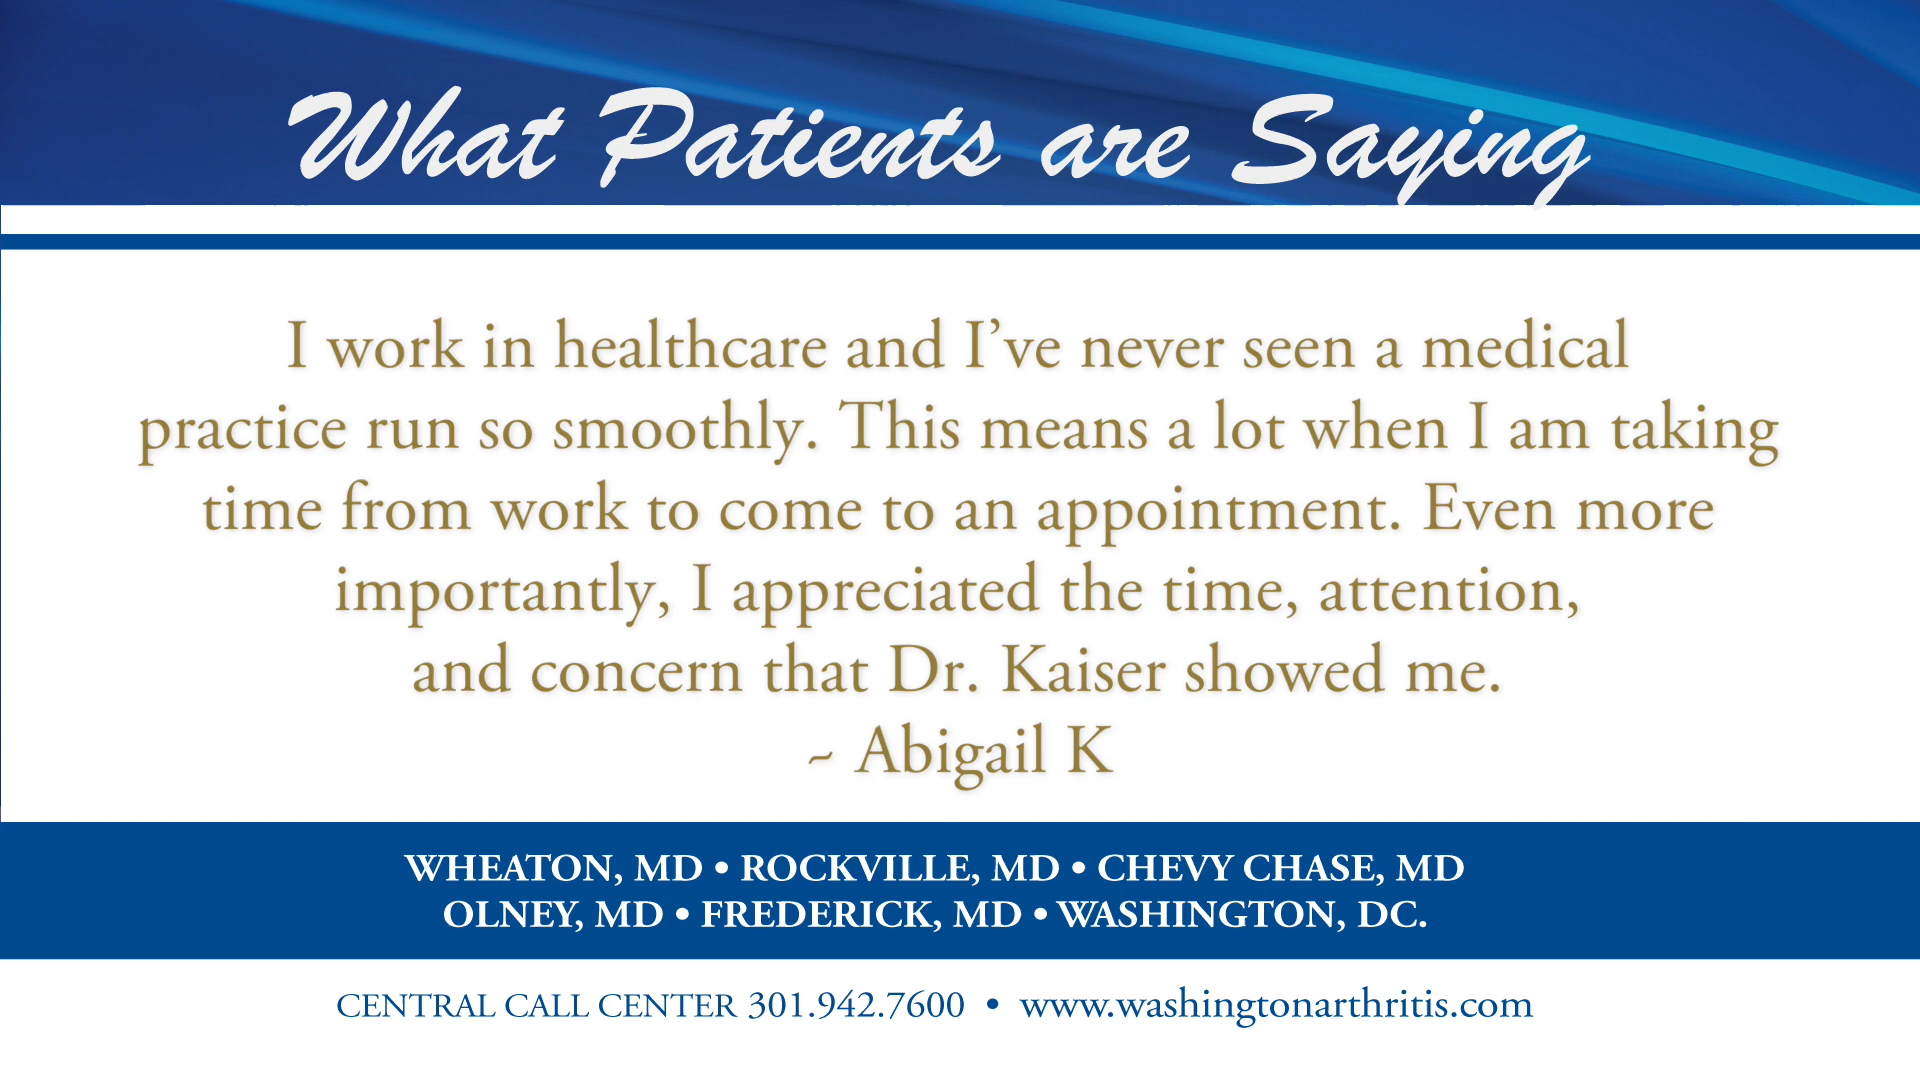 What Patients are Saying
I work in healthcare and I’ve never seen a medical
practice run so smoothly. This means a lot when I am taking
time from work to come to an appointment. Even more
importantly, I appreciated the time, attention,
and concern that Dr. Kaiser showed me.
~ Abigail K
WHEATON, MD • ROCKVILLE, MD • CHEVY CHASE, MD
OLNEY, MD • FREDERICK, MD • WASHINGTON, DC.
CENTRAL CALL CENTER 301.942.7600 • www.washingtonarthritis.com